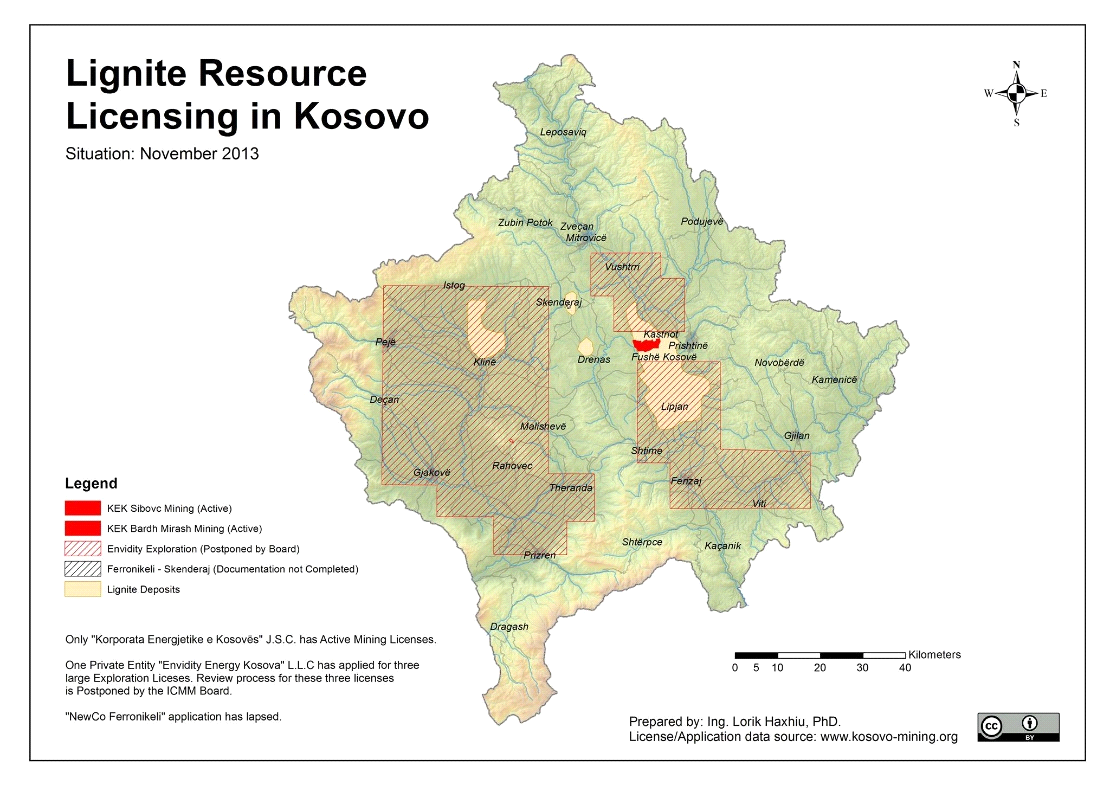 Lignite Resource
Licensing in Kosovo
Situation: November 2013
N
W E
S
Leposaviq
Zubin Potok
Zveçan
Mitrovicë
Podujevë
Vushtrri
Istog
Skenderaj
Kastriot
Prishtinë
Fushë Kosovë
Pejë
Klinë
Drenas
Novobërdë
Kamenicë
Deçan
Lipjan
Malishevë
Gjilan
Shtime
Rahovec
Gjakovë
Ferizaj
Theranda
Viti
Shtërpce
Kaçanik
Prizren
Dragash
Legend
KEK Sibovc Mining (Active)
KEK Bardh Mirash Mining (Active)
Envidity Exploration (Postponed by Board)
Ferronikeli - Skenderaj (Documentation not Completed)
Lignite Deposits
Only "Korporata Energjetike e Kosovës" J.S.C. has Active Mining Licenses.
One Private Entity "Envidity Energy Kosova" L.L.C has applied for three
large Exploration Liceses. Review process for these three licenses
is Postponed by the ICMM Board.
"NewCo Ferronikeli" application has lapsed.
Kilometers
0 5 10 20 30 40
Prepared by: Ing. Lorik Haxhiu, PhD.
License/Application data source: www.kosovo-mining.org
cc
BY